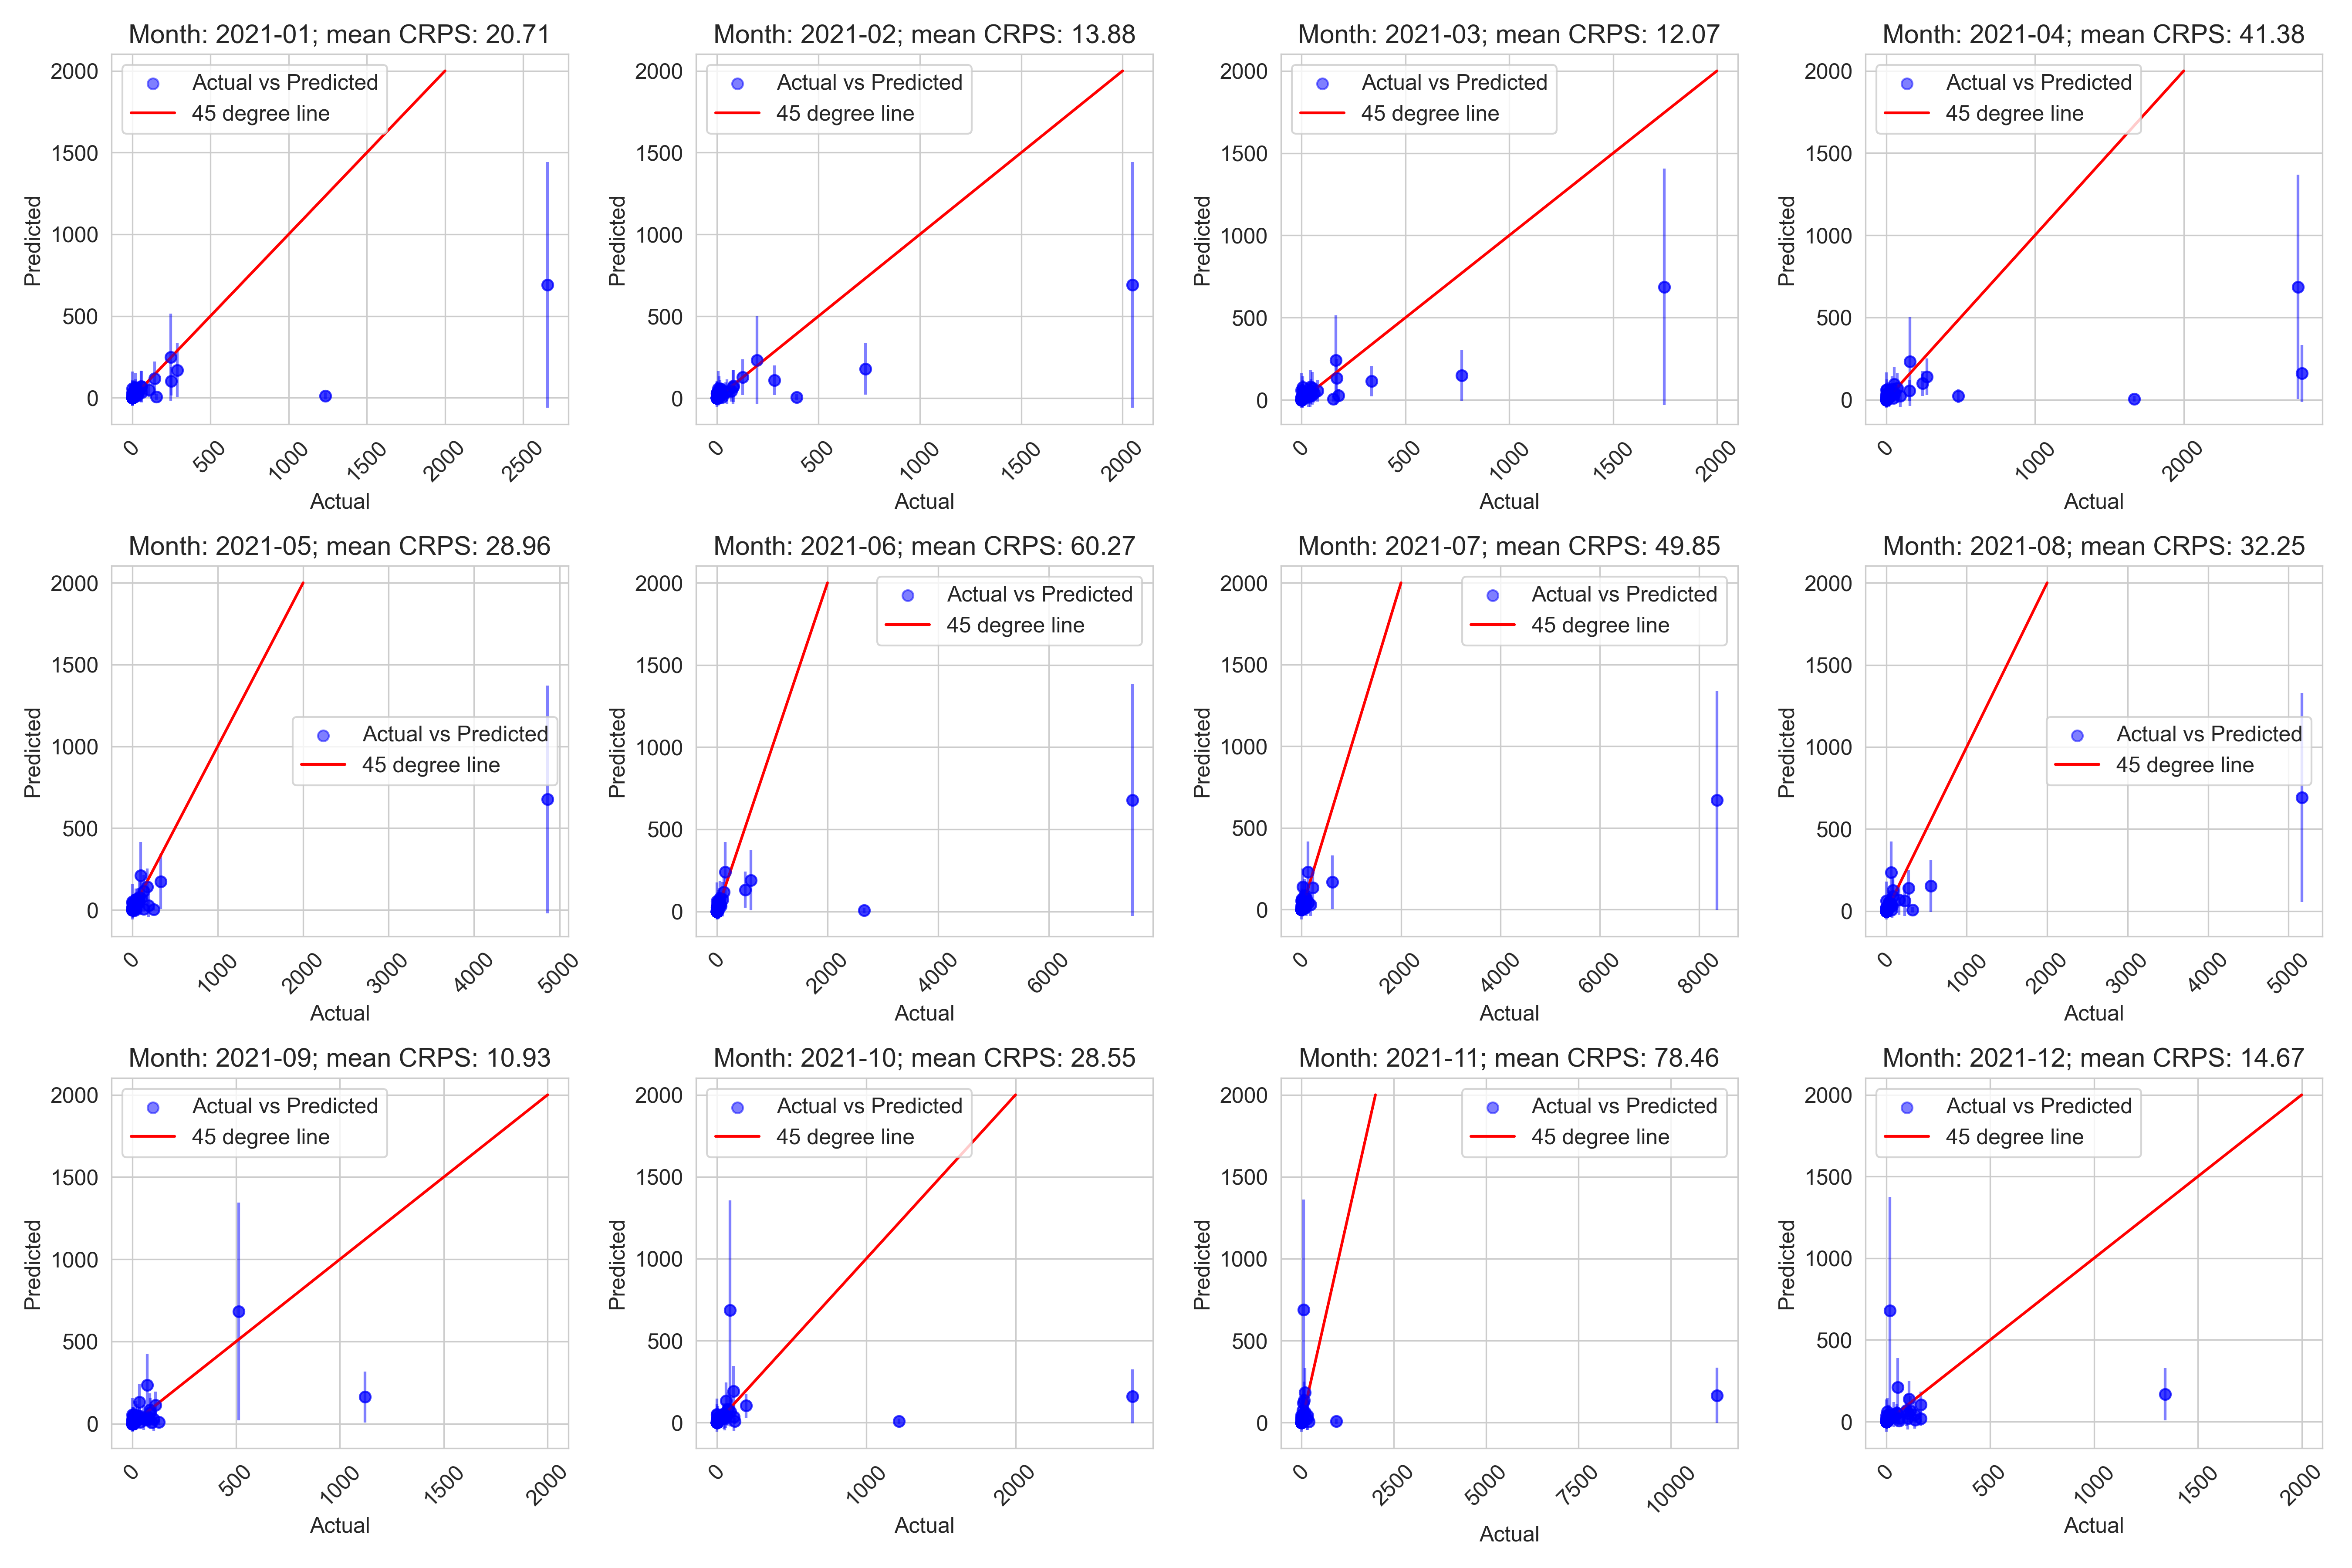 Month: 2021-01; mean CRPS: 20.71
Actual vs Predicted
45 degree line
Predicted
2000
1500
1000
500
0
0 500 1000 1500 2000 2500
Actual
Month: 2021-02; mean CRPS: 13.88
Actual vs Predicted
45 degree line
Predicted
2000
1500
1000
500
0
0 500 1000 1500 2000
Actual
Month: 2021-03; mean CRPS: 12.07
Actual vs Predicted
45 degree line
Predicted
2000
1500
1000
500
0
0 500 1000 1500 2000
Actual
Month: 2021-04; mean CRPS: 41.38
Actual vs Predicted
45 degree line
Predicted
2000
1500
1000
500
0
0 1000 2000
Actual
Month: 2021-05; mean CRPS: 28.96
Actual vs Predicted
45 degree line
Predicted
2000
1500
1000
500
0
0 1000 2000 3000 4000 5000
Actual
Month: 2021-06; mean CRPS: 60.27
Actual vs Predicted
45 degree line
Predicted
2000
1500
1000
500
0
0 2000 4000 6000
Actual
Month: 2021-07; mean CRPS: 49.85
Actual vs Predicted
45 degree line
Predicted
2000
1500
1000
500
0
0 2000 4000 6000 8000
Actual
Month: 2021-08; mean CRPS: 32.25
Actual vs Predicted
45 degree line
Predicted
2000
1500
1000
500
0
0 1000 2000 3000 4000 5000
Actual
Month: 2021-09; mean CRPS: 10.93
Actual vs Predicted
45 degree line
Predicted
2000
1500
1000
500
0
0 500 1000 1500 2000
Actual
Month: 2021-10; mean CRPS: 28.55
Actual vs Predicted
45 degree line
Predicted
2000
1500
1000
500
0
0 1000 2000
Actual
Month: 2021-11; mean CRPS: 78.46
Actual vs Predicted
45 degree line
Predicted
2000
1500
1000
500
0
0 2500 5000 7500 10000
Actual
Month: 2021-12; mean CRPS: 14.67
Actual vs Predicted
45 degree line
Predicted
2000
1500
1000
500
0
0 500 1000 1500 2000
Actual